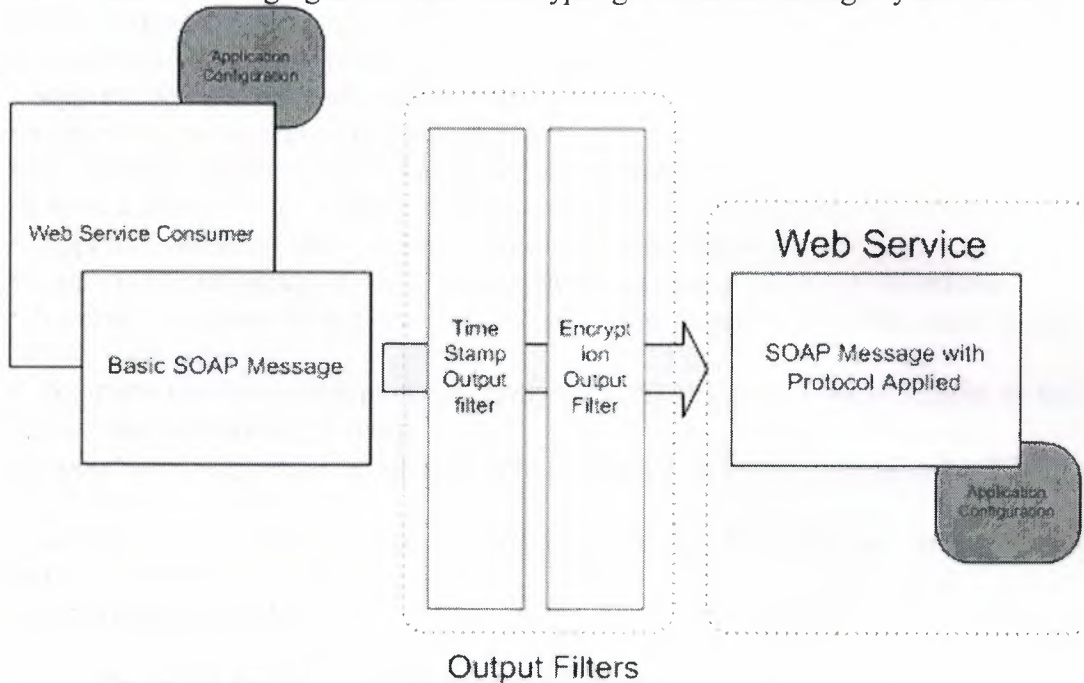 Application
Configuration
Web Service Consumer
Basic SOAP Message
Time
Stamp
Output
filter
Encrypt
ion
Output
Filter
Web Service
SOAP Message with
Protocol Applied
Application
Configuration
Output Filters